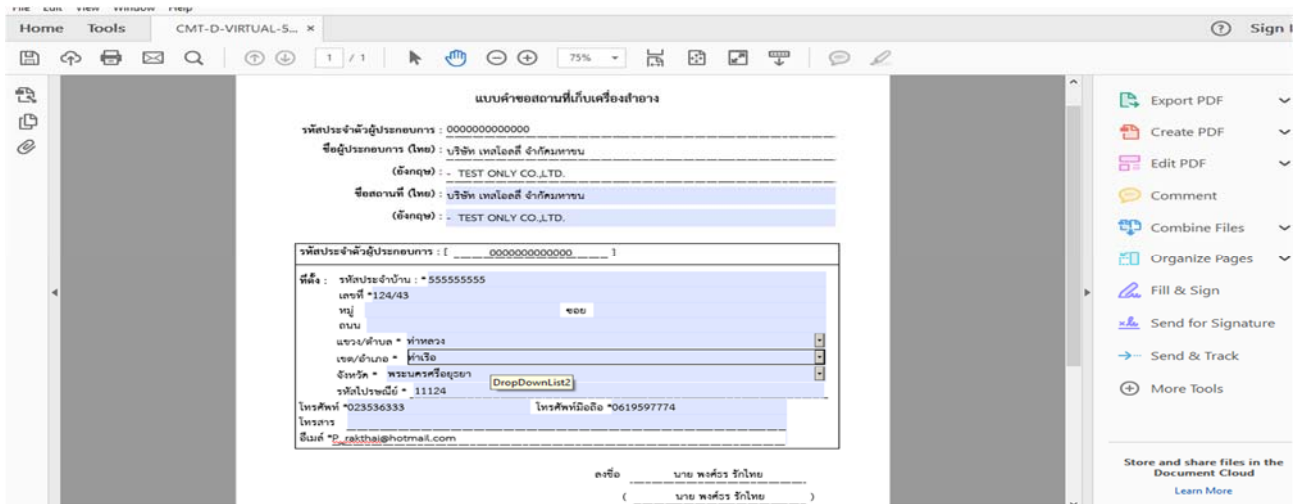 File Edit View Window Help
Home Tools CMT-D-VIRTUAL-5... × Sign I
1 / 1 75%
แบบคำขอสถานที่เก็บเครื่องสำอาง
รหัสประจำตัวผู้ประกอบการ : 0000000000000
ชื่อผู้ประกอบการ (ไทย) : บริษัท เทสโอลลี่ จำกัดมหาชน
(อังกฤษ) : - TEST ONLY CO.,LTD.
ชื่อสถานที่ (ไทย) : บริษัท เทสโอลลี่ จำกัดมหาชน
(อังกฤษ) : - TEST ONLY CO.,LTD.
รหัสประจำตัวผู้ประกอบการ : [ 0000000000000 ]
ที่ตั้ง : รหัสประจำบ้าน : * 555555555
เลขที่ *124/43
หมู่ ซอย
ถนน
แขวง/ตำบล * ท่าหลวง
เขต/อำเภอ * ท่าเรือ
จังหวัด * พระนครศรีอยุธยา
DropDownList2
รหัสไปรษณีย์ * 11124
โทรศัพท์ *023536333 โทรศัพท์มือถือ *0619597774
โทรสาร
อีเมล์ *P_rakthai@hotmail.com
ลงชื่อ นาย พงศ์ธร รักไทย
( นาย พงศ์ธร รักไทย )
Export PDF
Create PDF
Edit PDF
Comment
Combine Files
Organize Pages
Fill & Sign
Send for Signature
Send & Track
More Tools
Store and share files in the
Document Cloud
Learn More